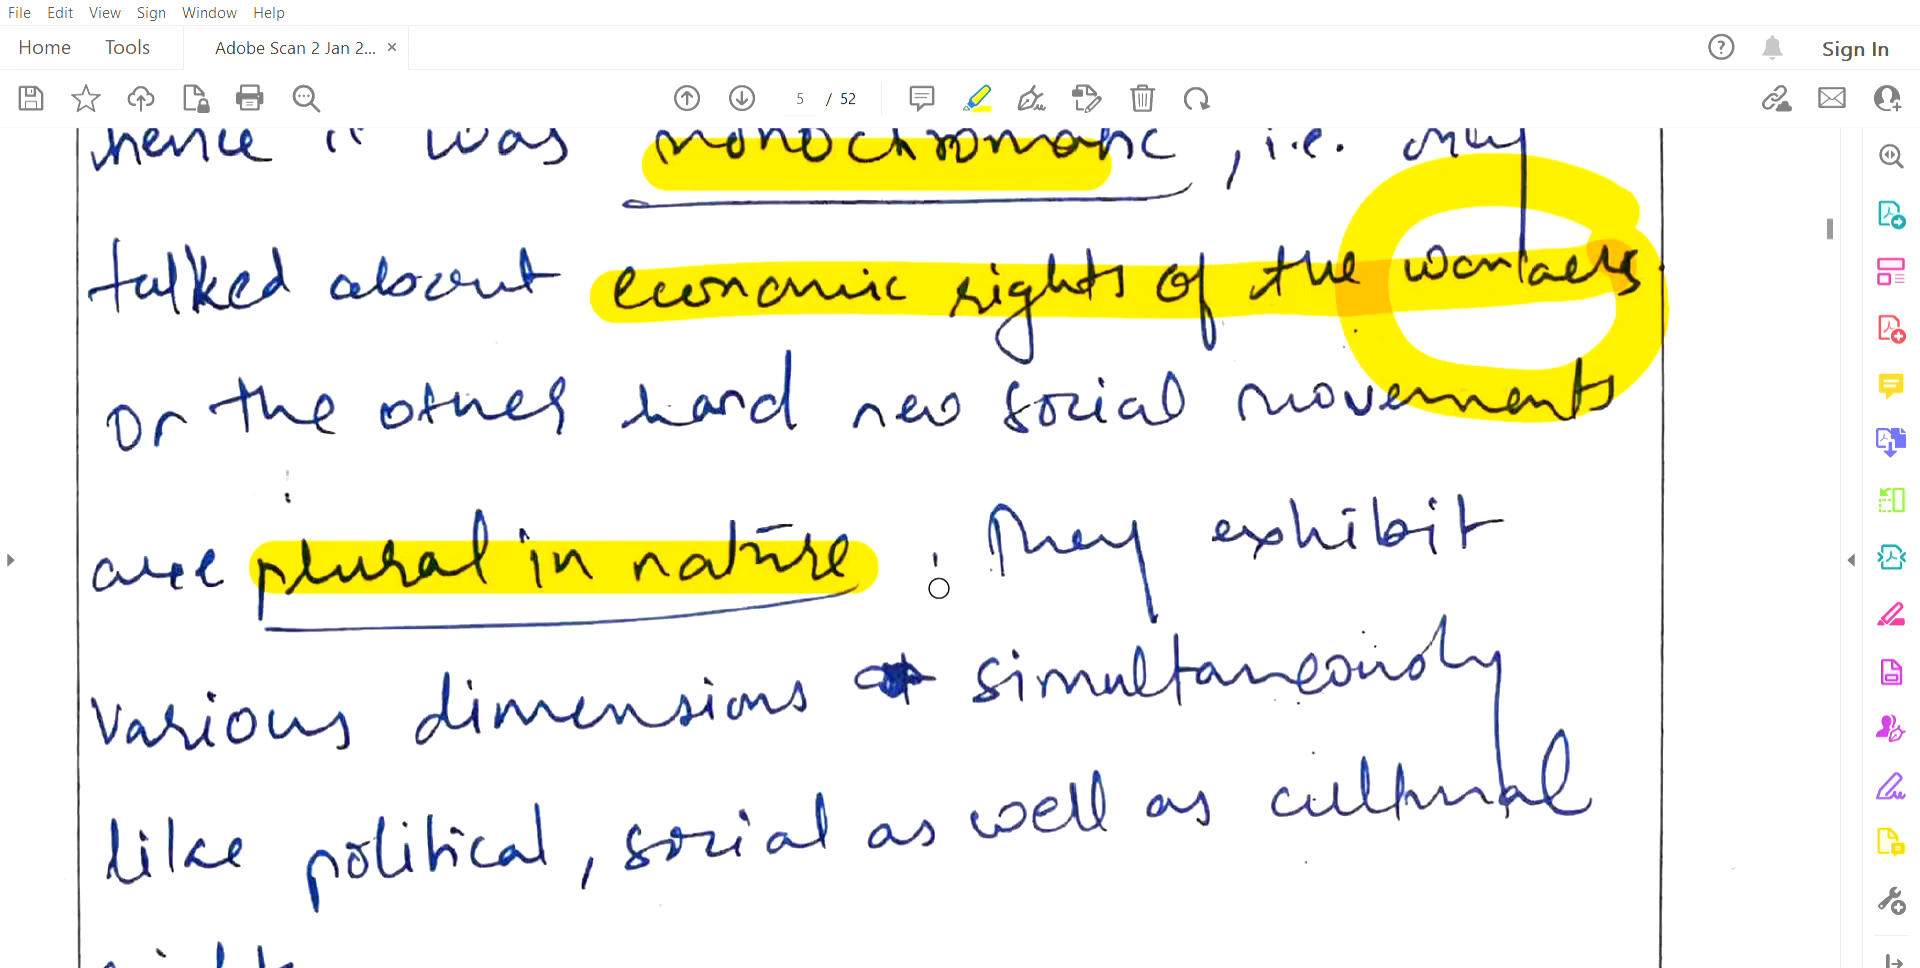 File Edit View Sign Window Help
Home Tools Adobe Scan 2 Jan 2... × Sign In
5 / 52
hence it was monochromatic, i.e. only
talked about economic rights of the workers.
On the other hand new social movements
are plural in nature. They exhibit
various dimensions simultaneously
like political, social as well as cultural
rights